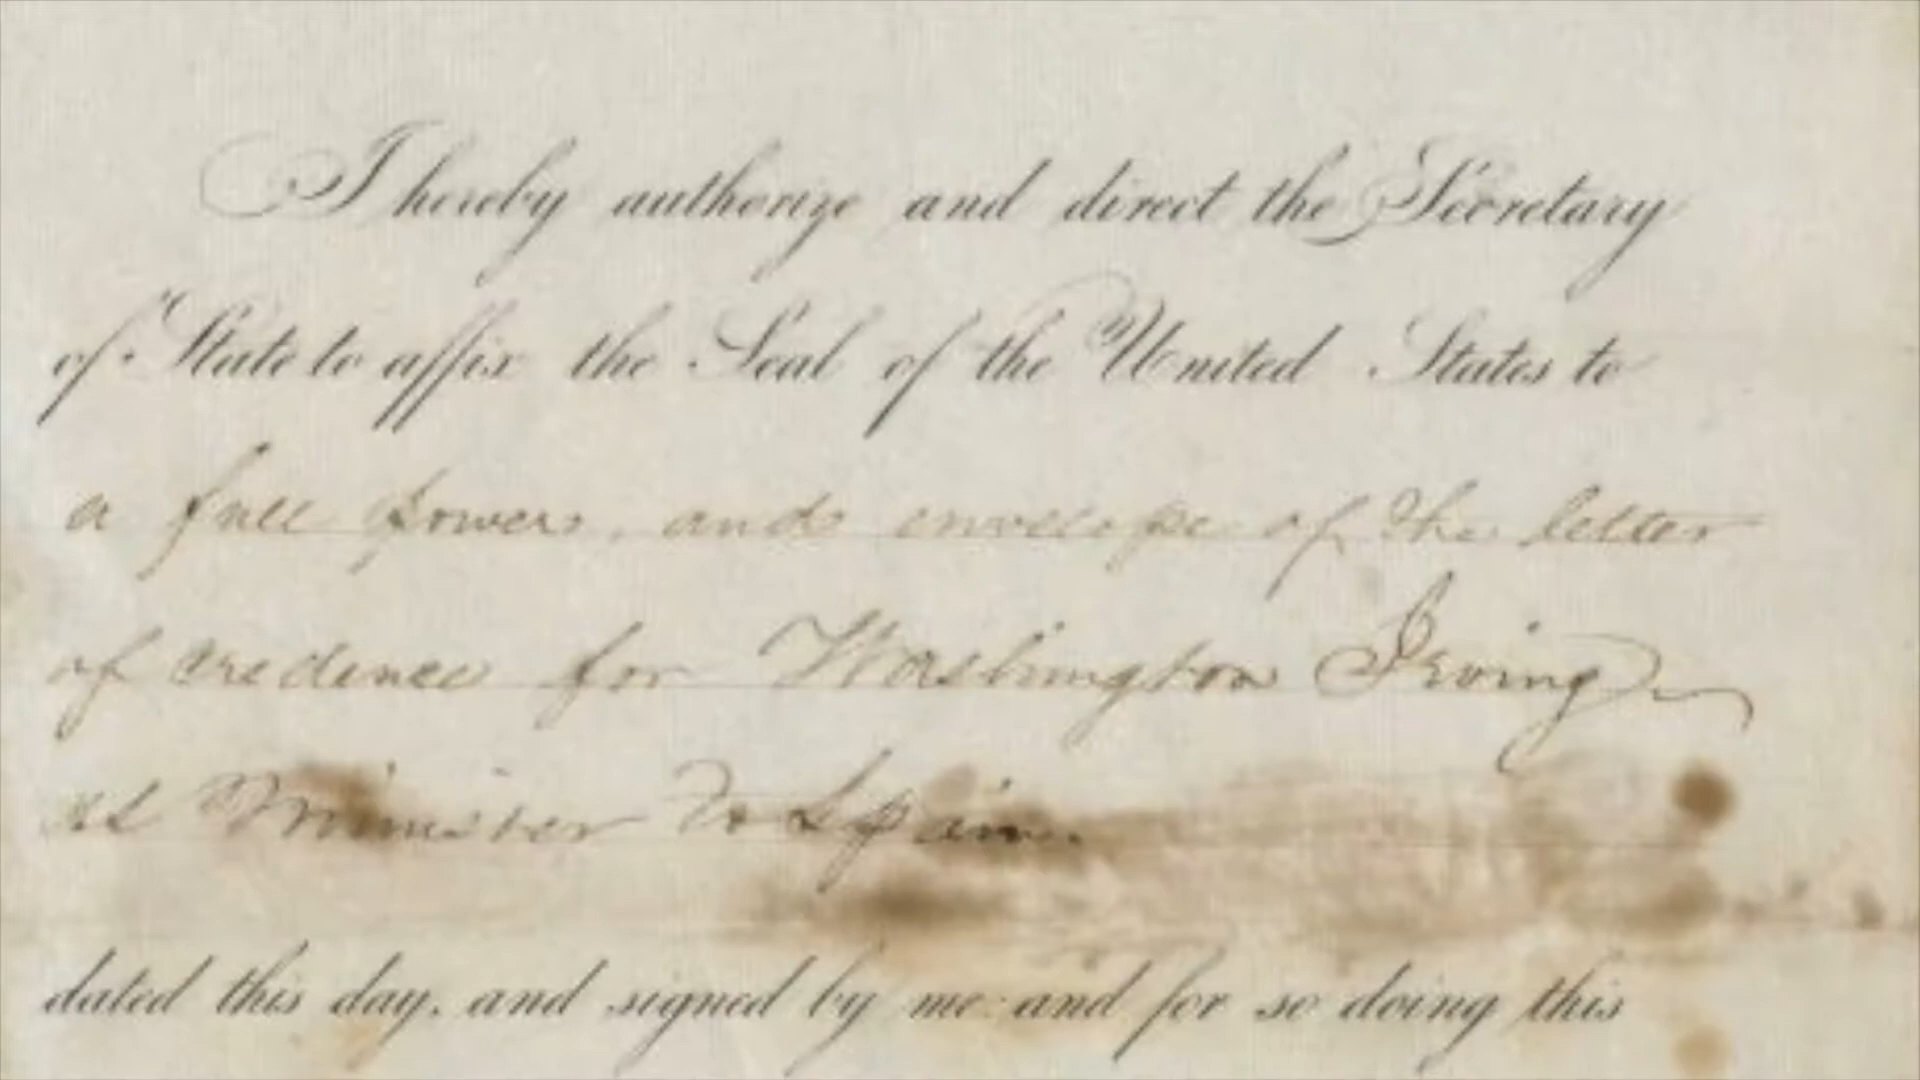 I hereby authorize and direct the Secretary
of State to affix the Seal of the United States to
a full powers, and envelope of the letter
of credence for Washington Irving
as Minister to Spain.
dated this day, and signed by me: and for so doing this